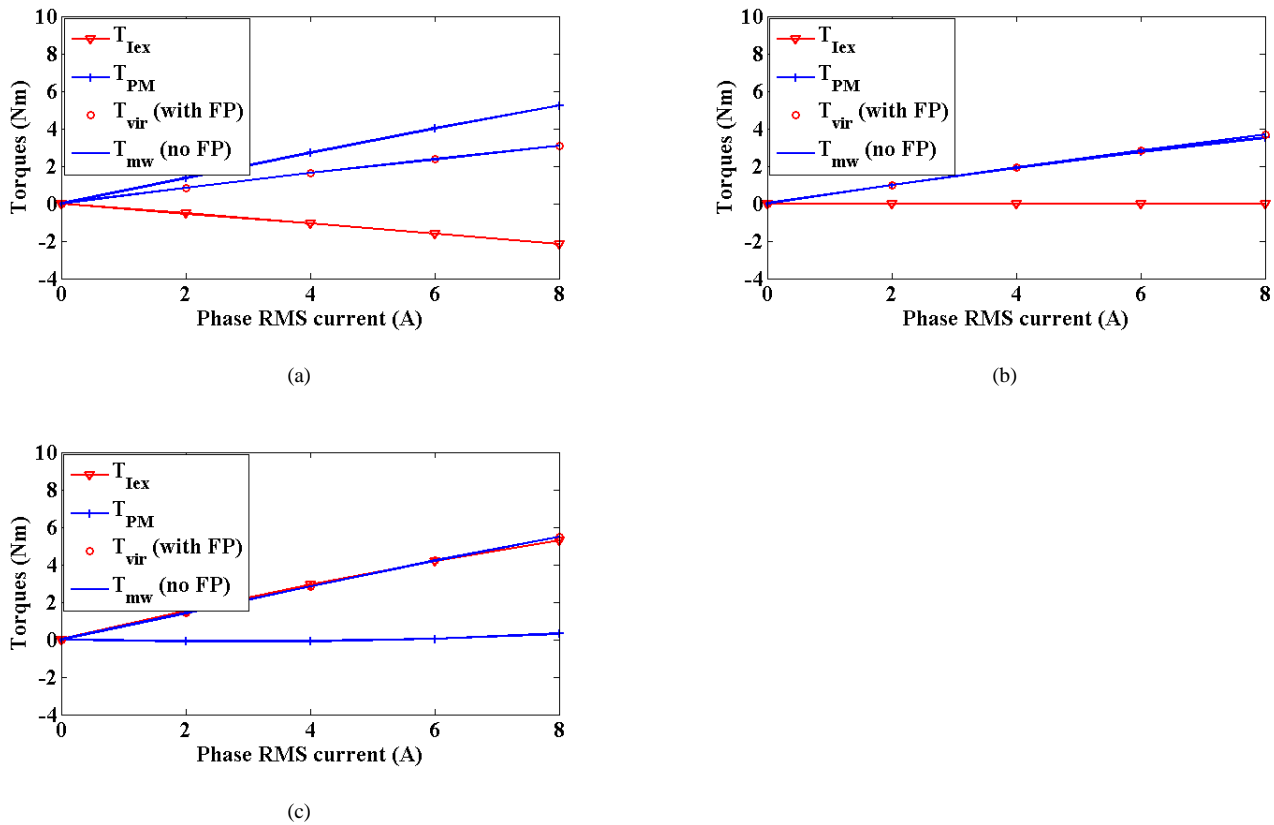 10
8
6
4
2
0
-2
-4
Torques (Nm)
T_Iex
T_PM
T_vir (with FP)
T_mw (no FP)
0 2 4 6 8
Phase RMS current (A)
(a)
10
8
6
4
2
0
-2
-4
Torques (Nm)
T_Iex
T_PM
T_vir (with FP)
T_mw (no FP)
0 2 4 6 8
Phase RMS current (A)
(b)
10
8
6
4
2
0
-2
-4
Torques (Nm)
T_Iex
T_PM
T_vir (with FP)
T_mw (no FP)
0 2 4 6 8
Phase RMS current (A)
(c)